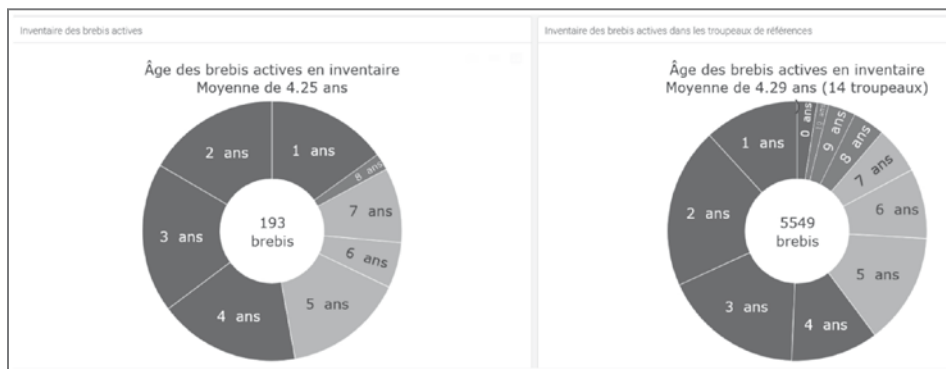 Inventaire des brebis actives
Âge des brebis actives en inventaire
Moyenne de 4.25 ans
1 ans
8 ans
7 ans
6 ans
5 ans
4 ans
3 ans
2 ans
193
brebis
Inventaire des brebis actives dans les troupeaux de références
Âge des brebis actives en inventaire
Moyenne de 4.29 ans (14 troupeaux)
0 ans
9 ans
8 ans
7 ans
6 ans
5 ans
4 ans
3 ans
2 ans
1 ans
5549
brebis